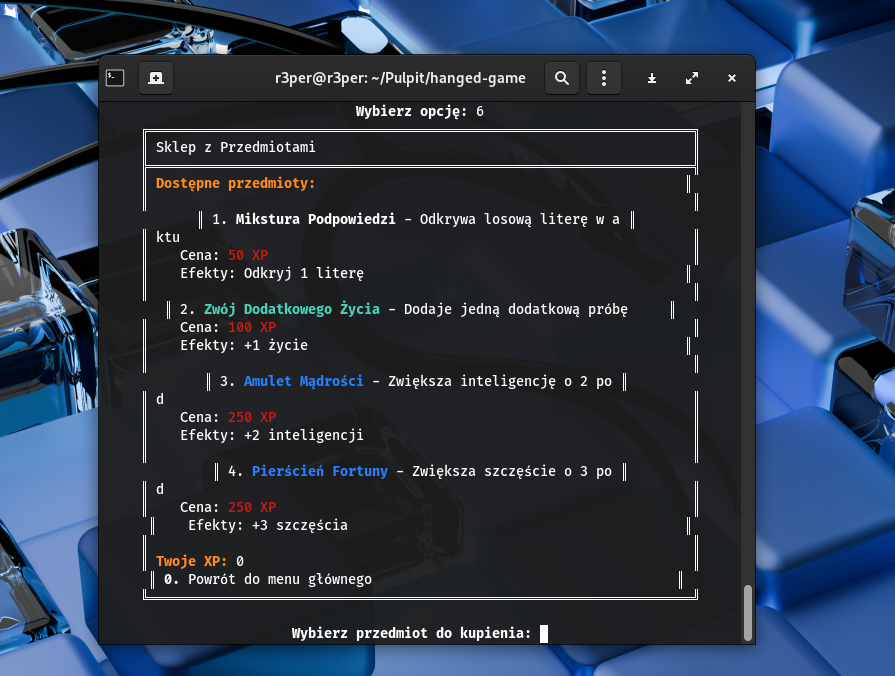 r3per@r3per: ~/Pulpit/hanged-game
Wybierz opcję: 6
Sklep z Przedmiotami
Dostępne przedmioty:
1. Mikstura Podpowiedzi - Odkrywa losową literę w a
ktu
Cena: 50 XP
Efekty: Odkryj 1 literę
2. Zwój Dodatkowego Życia - Dodaje jedną dodatkową próbę
Cena: 100 XP
Efekty: +1 życie
3. Amulet Mądrości - Zwiększa inteligencję o 2 po
d
Cena: 250 XP
Efekty: +2 inteligencji
4. Pierścień Fortuny - Zwiększa szczęście o 3 po
d
Cena: 250 XP
Efekty: +3 szczęścia
Twoje XP: 0
0. Powrót do menu głównego
Wybierz przedmiot do kupienia: